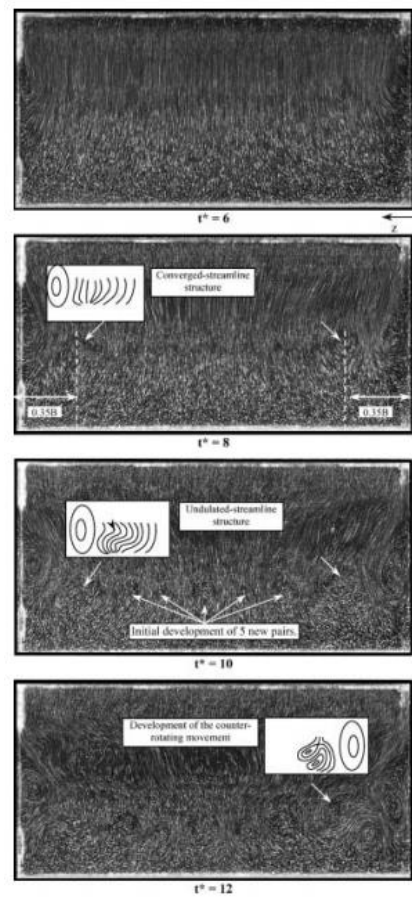 t* = 6
z
Converged-streamline
structure
0.35B
0.35B
t* = 8
Undulated-streamline
structure
Initial development of 5 new pairs.
t* = 10
Development of the counter-
rotating movement
t* = 12